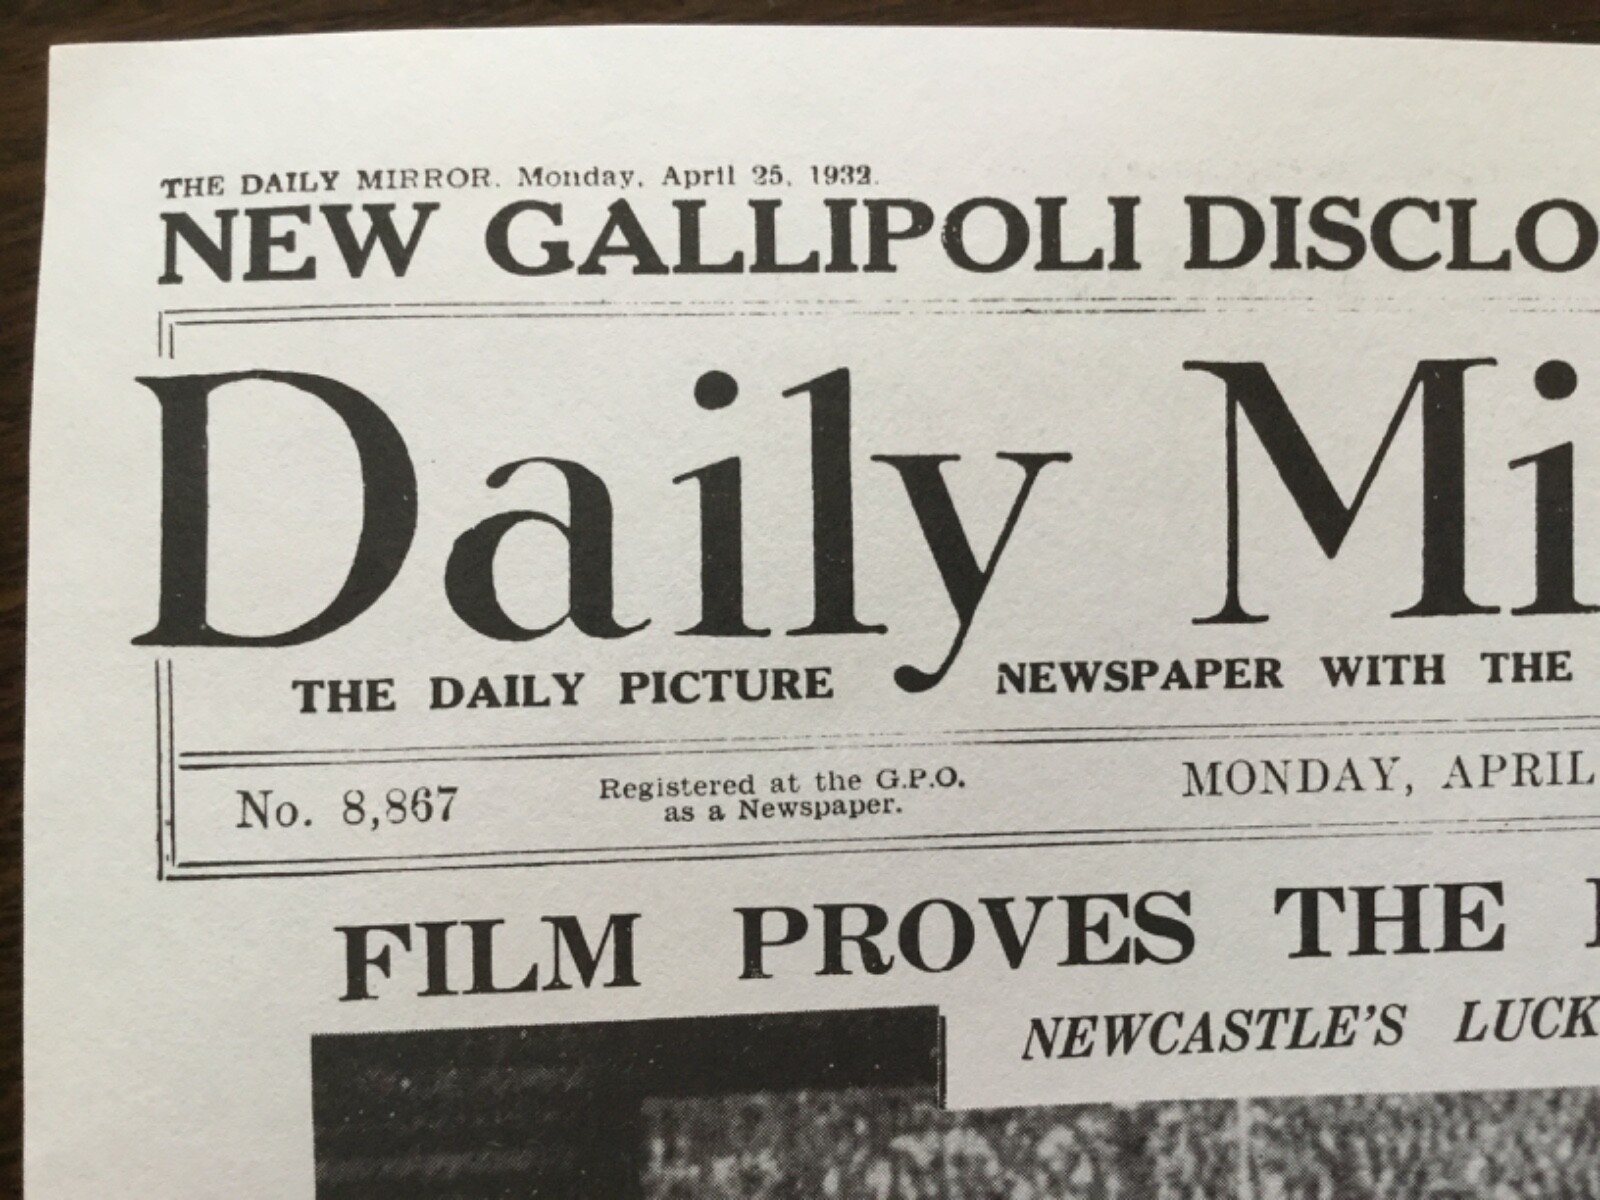 THE DAILY MIRROR. Monday, April 25, 1932.
NEW GALLIPOLI DISCLO
Daily Mi
THE DAILY PICTURE NEWSPAPER WITH THE
No. 8,867 Registered at the G.P.O. as a Newspaper. MONDAY, APRIL
FILM PROVES THE
NEWCASTLE'S LUCK